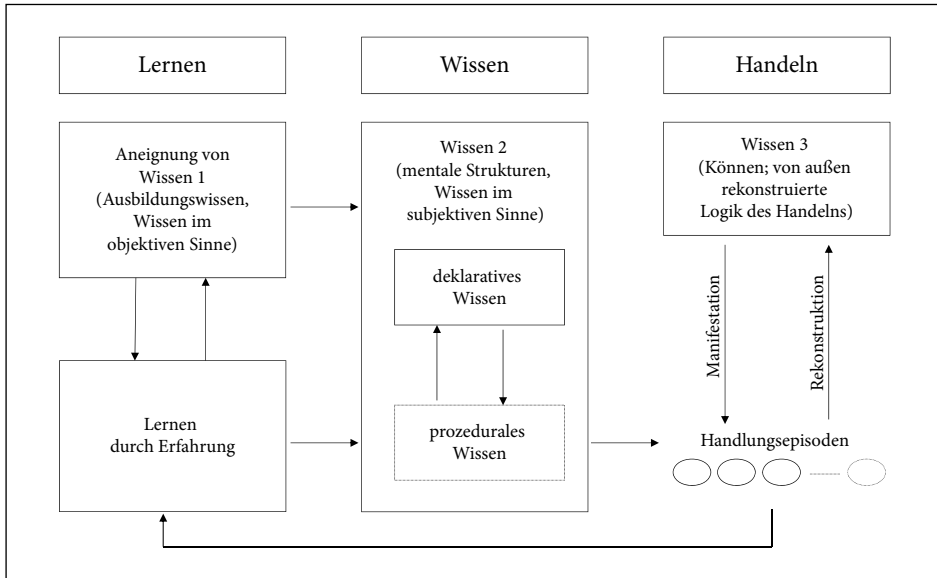 Lernen
Wissen
Handeln
Aneignung von
Wissen 1
(Ausbildungswissen,
Wissen im
objektiven Sinne)
Lernen
durch Erfahrung
Wissen 2
(mentale Strukturen,
Wissen im
subjektiven Sinne)
deklaratives
Wissen
prozedurales
Wissen
Wissen 3
(Können; von außen
rekonstruierte
Logik des Handelns)
Manifestation
Rekonstruktion
Handlungsepisoden